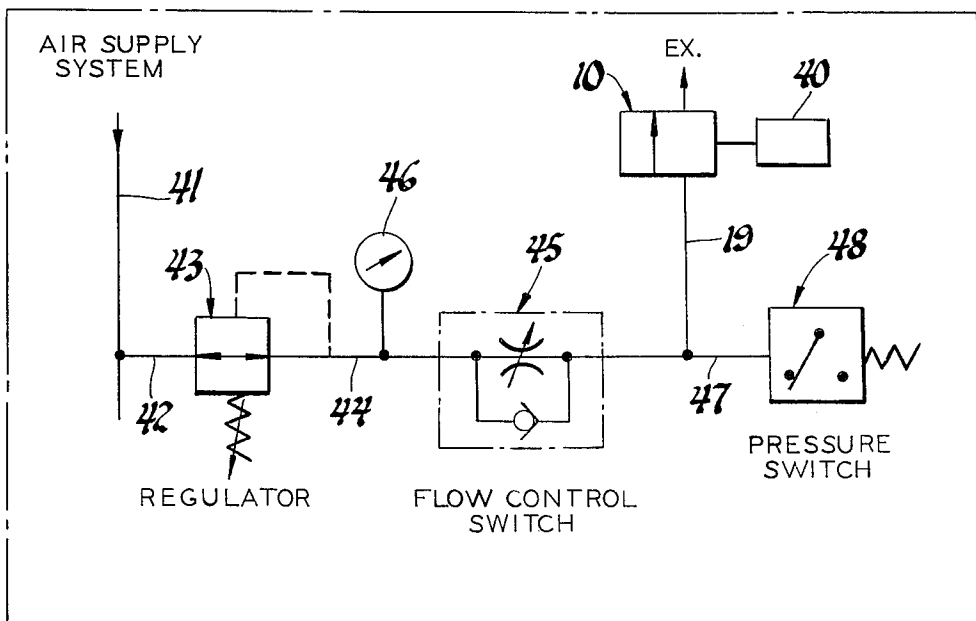 AIR SUPPLY
SYSTEM
EX.
10
40
41
46
19
43
45
48
42
44
47
REGULATOR
FLOW CONTROL
SWITCH
PRESSURE
SWITCH